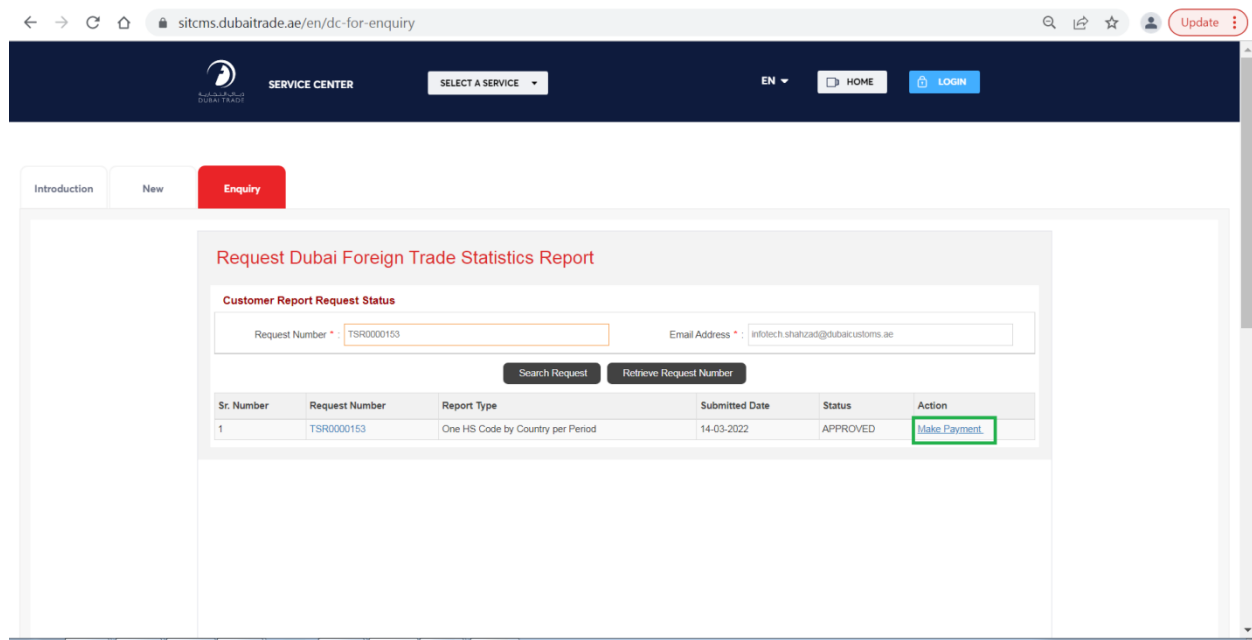 sitcms.dubaitrade.ae/en/dc-for-enquiry
Update
DUBAI TRADE
SERVICE CENTER
SELECT A SERVICE
EN
HOME
LOGIN
Introduction
New
Enquiry
Request Dubai Foreign Trade Statistics Report
Customer Report Request Status
Request Number * : TSR0000153 Email Address * : infotech.shahzad@dubaicustoms.ae
Search Request Retrieve Request Number
Sr. Number Request Number Report Type Submitted Date Status Action
1 TSR0000153 One HS Code by Country per Period 14-03-2022 APPROVED Make Payment